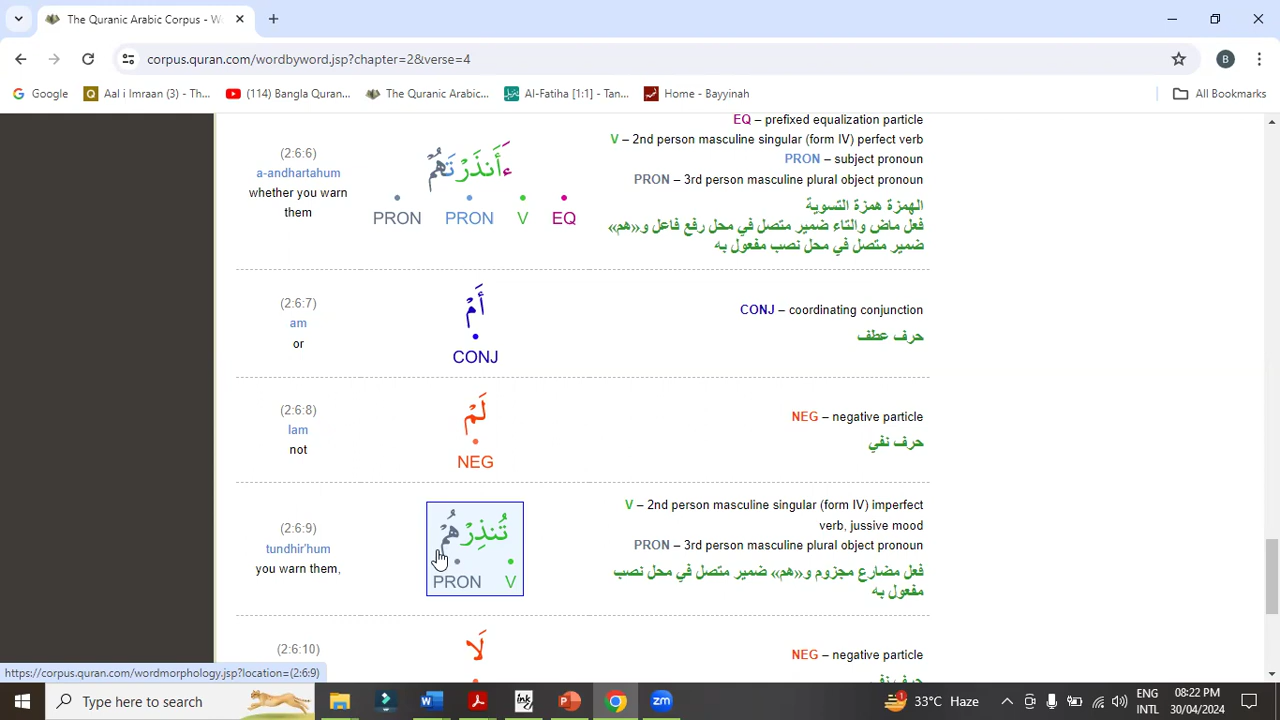 The Quranic Arabic Corpus - Wo
corpus.quran.com/wordbyword.jsp?chapter=2&verse=4
B
Google
Aal i Imraan (3) - Th...
(114) Bangla Quran...
The Quranic Arabic...
Al-Fatiha [1:1] - Tan...
Home - Bayyinah
All Bookmarks
EQ – prefixed equalization particle
(2:6:6)
a-andhartahum
whether you warn
them
ءَأَنذَرْتَهُمْ
PRON PRON V EQ
V – 2nd person masculine singular (form IV) perfect verb
PRON – subject pronoun
PRON – 3rd person masculine plural object pronoun
الهمزة همزة التسوية
فعل ماض والتاء ضمير متصل في محل رفع فاعل و«هم»
ضمير متصل في محل نصب مفعول به
(2:6:7)
am
or
أَمْ
CONJ
CONJ – coordinating conjunction
حرف عطف
(2:6:8)
lam
not
لَمْ
NEG
NEG – negative particle
حرف نفي
(2:6:9)
tundhir'hum
you warn them,
تُنذِرْهُمْ
PRON V
V – 2nd person masculine singular (form IV) imperfect
verb, jussive mood
PRON – 3rd person masculine plural object pronoun
فعل مضارع مجزوم و«هم» ضمير متصل في محل نصب
مفعول به
(2:6:10)
لَا
NEG – negative particle
حرف نفي
https://corpus.quran.com/wordmorphology.jsp?location=(2:6:9)
Type here to search
33°C Haze
ENG
INTL
08:22 PM
30/04/2024